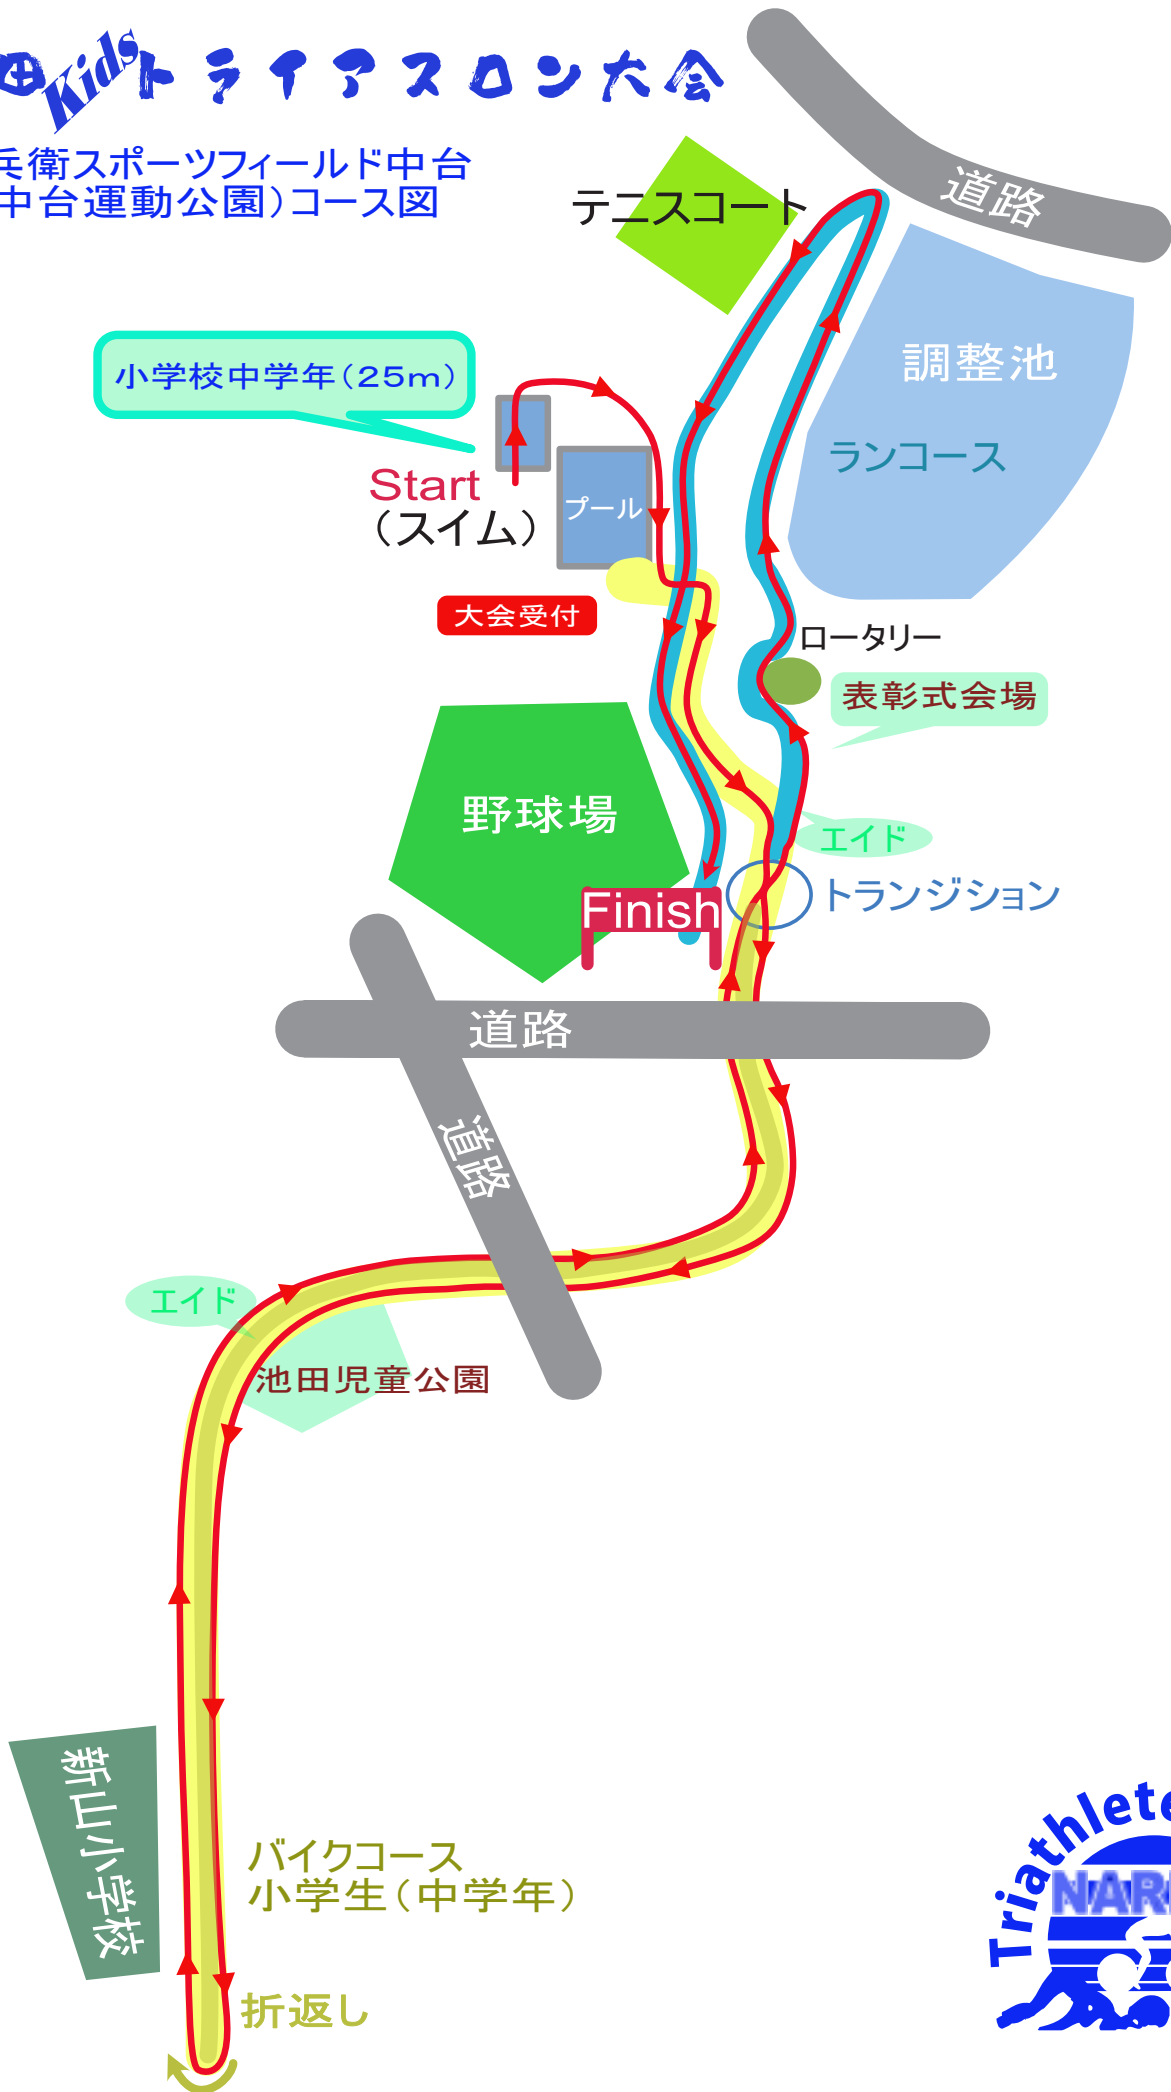 田Kidsトライアスロン大会
兵衛スポーツフィールド中台
中台運動公園）コース図
道路
テニスコート
調整池
小学校中学年（25m）
ランコース
Start
（スイム）
プール
大会受付
ロータリー
表彰式会場
野球場
エイド
トランジション
Finish
道路
道路
エイド
池田児童公園
新山小学校
バイクコース
小学生（中学年）
折返し
Triathlete
NAR